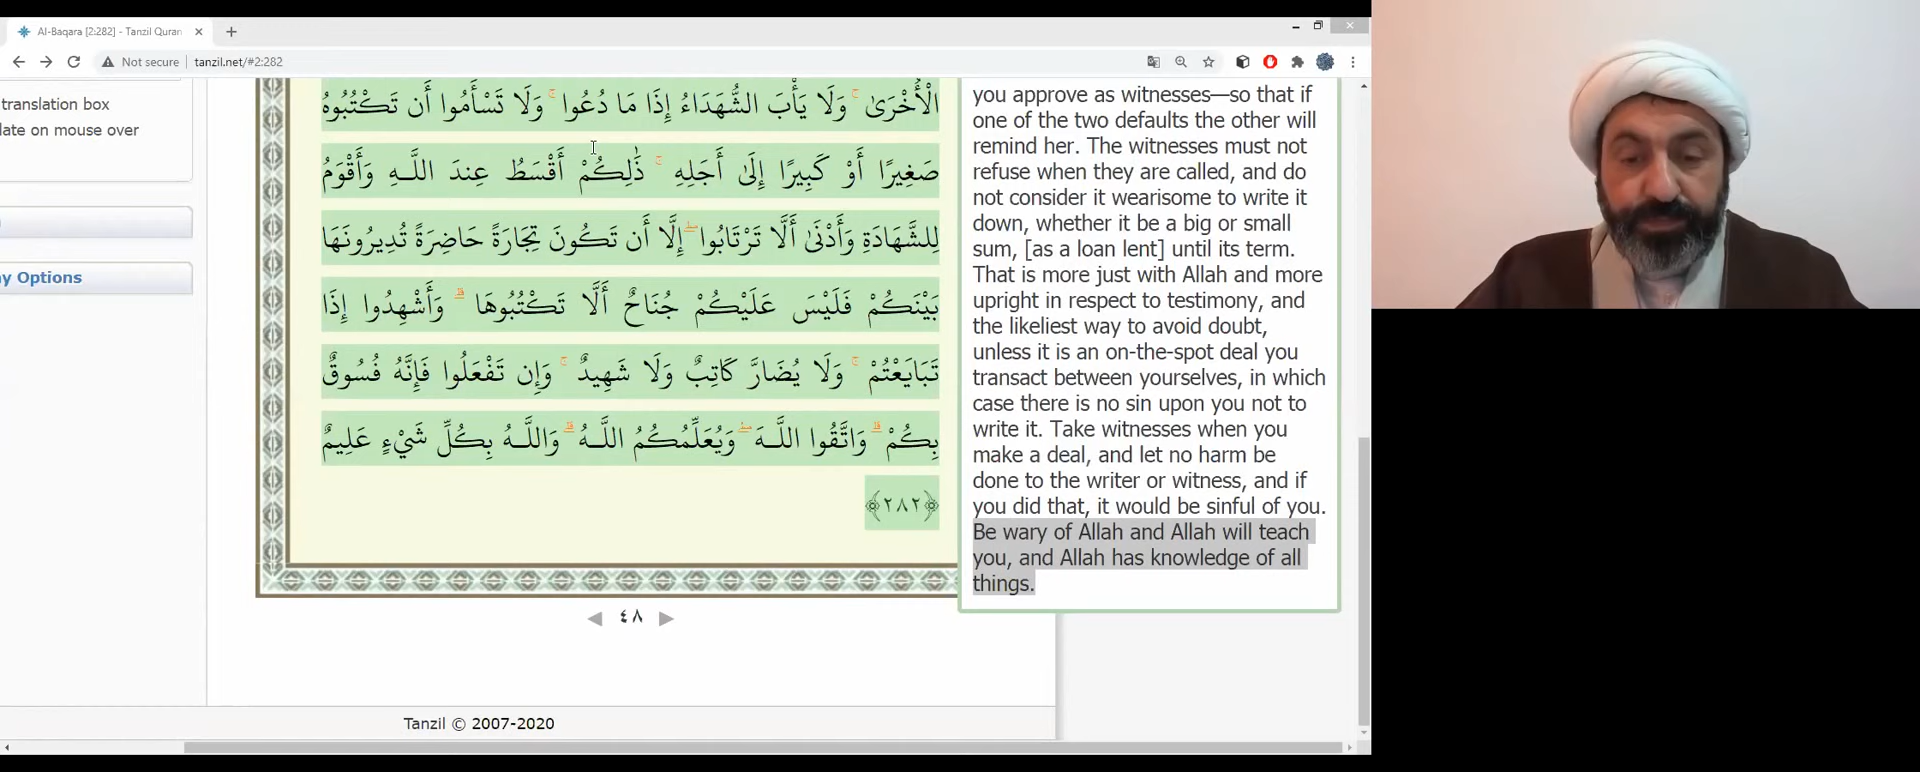 Al-Baqara [2:282] - Tanzil Quran
Not secure
tanzil.net/#2:282
translation box
late on mouse over
ay Options
الْأُخْرَىٰ ۚ وَلَا يَأْبَ الشُّهَدَاءُ إِذَا مَا دُعُوا ۚ وَلَا تَسْأَمُوا أَن تَكْتُبُوهُ
صَغِيرًا أَوْ كَبِيرًا إِلَىٰ أَجَلِهِ ۚ ذَٰلِكُمْ أَقْسَطُ عِندَ اللَّـهِ وَأَقْوَمُ
لِلشَّهَادَةِ وَأَدْنَىٰ أَلَّا تَرْتَابُوا ۖ إِلَّا أَن تَكُونَ تِجَارَةً حَاضِرَةً تُدِيرُونَهَا
بَيْنَكُمْ فَلَيْسَ عَلَيْكُمْ جُنَاحٌ أَلَّا تَكْتُبُوهَا ۗ وَأَشْهِدُوا إِذَا
تَبَايَعْتُمْ ۚ وَلَا يُضَارَّ كَاتِبٌ وَلَا شَهِيدٌ ۚ وَإِن تَفْعَلُوا فَإِنَّهُ فُسُوقٌ
بِكُمْ ۗ وَاتَّقُوا اللَّـهَ ۖ وَيُعَلِّمُكُمُ اللَّـهُ ۗ وَاللَّـهُ بِكُلِّ شَيْءٍ عَلِيمٌ
﴿٢٨٢﴾
٤٨
you approve as witnesses—so that if
one of the two defaults the other will
remind her. The witnesses must not
refuse when they are called, and do
not consider it wearisome to write it
down, whether it be a big or small
sum, [as a loan lent] until its term.
That is more just with Allah and more
upright in respect to testimony, and
the likeliest way to avoid doubt,
unless it is an on-the-spot deal you
transact between yourselves, in which
case there is no sin upon you not to
write it. Take witnesses when you
make a deal, and let no harm be
done to the writer or witness, and if
you did that, it would be sinful of you.
Be wary of Allah and Allah will teach
you, and Allah has knowledge of all
things.
Tanzil © 2007-2020